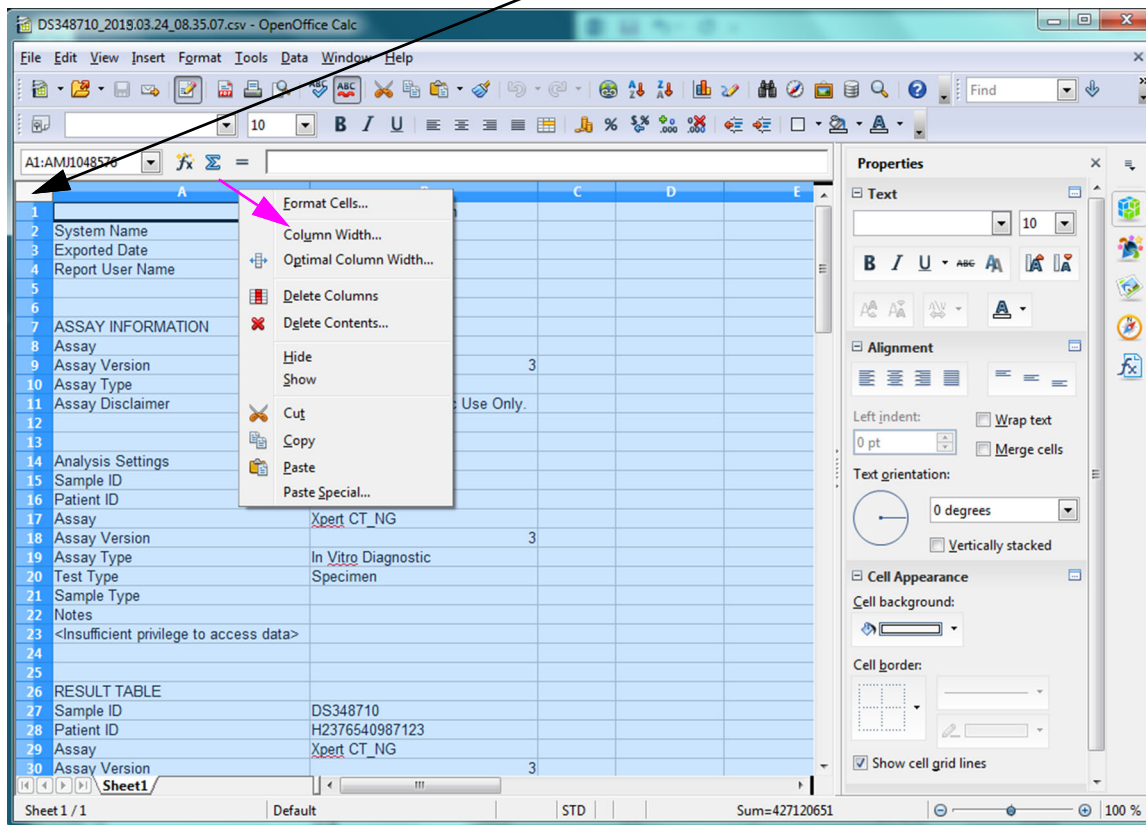 DS348710_2015.03.24_08.35.07.csv - OpenOffice Calc
File Edit View Insert Format Tools Data Window Help
Find
10
A1:AMJ1048576
A C D E
1
2 System Name
3 Exported Date
4 Report User Name
5
6
7 ASSAY INFORMATION
8 Assay
9 Assay Version 3
10 Assay Type
11 Assay Disclaimer Use Only.
12
13
14 Analysis Settings
15 Sample ID
16 Patient ID
17 Assay Xpert CT_NG
18 Assay Version 3
19 Assay Type In Vitro Diagnostic
20 Test Type Specimen
21 Sample Type
22 Notes
23 <Insufficient privilege to access data>
24
25
26 RESULT TABLE
27 Sample ID DS348710
28 Patient ID H2376540987123
29 Assay Xpert CT_NG
30 Assay Version 3
Format Cells...
Column Width...
Optimal Column Width...
Delete Columns
Delete Contents...
Hide
Show
Cut
Copy
Paste
Paste Special...
Properties
Text
10
Alignment
Left indent:
Wrap text
0 pt
Merge cells
Text orientation:
0 degrees
Vertically stacked
Cell Appearance
Cell background:
Cell border:
Show cell grid lines
Sheet1
Sheet 1 / 1 Default STD Sum=427120651 100 %